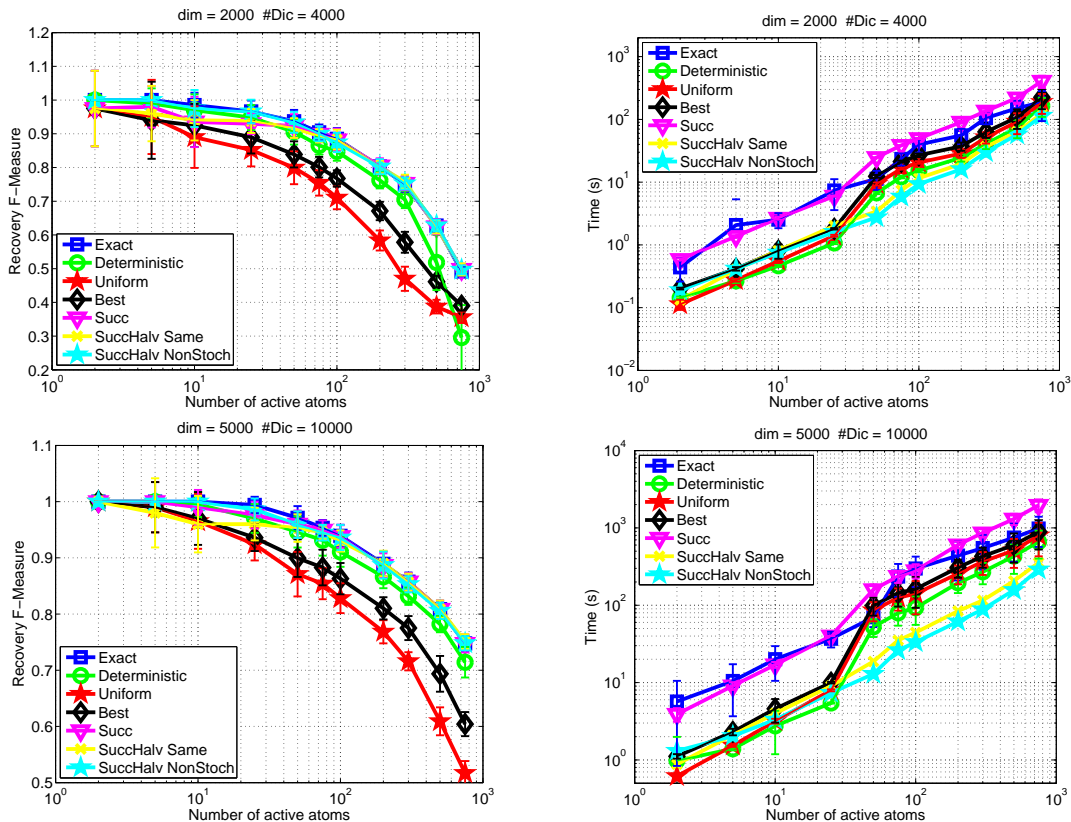 dim = 2000 #Dic = 4000
Recovery F−Measure
1.2
1.1
1
0.9
0.8
0.7
0.6
0.5
0.4
0.3
0.2
Exact
Deterministic
Uniform
Best
Succ
SuccHalv Same
SuccHalv NonStoch
10^0
10^1
10^2
10^3
Number of active atoms
dim = 2000 #Dic = 4000
Time (s)
10^3
10^2
10^1
10^0
10^−1
10^−2
Exact
Deterministic
Uniform
Best
Succ
SuccHalv Same
SuccHalv NonStoch
10^0
10^1
10^2
10^3
Number of active atoms
dim = 5000 #Dic = 10000
Recovery F−Measure
1.1
1
0.9
0.8
0.7
0.6
0.5
Exact
Deterministic
Uniform
Best
Succ
SuccHalv Same
SuccHalv NonStoch
10^0
10^1
10^2
10^3
Number of active atoms
dim = 5000 #Dic = 10000
Time (s)
10^4
10^3
10^2
10^1
10^0
Exact
Deterministic
Uniform
Best
Succ
SuccHalv Same
SuccHalv NonStoch
10^0
10^1
10^2
10^3
Number of active atoms